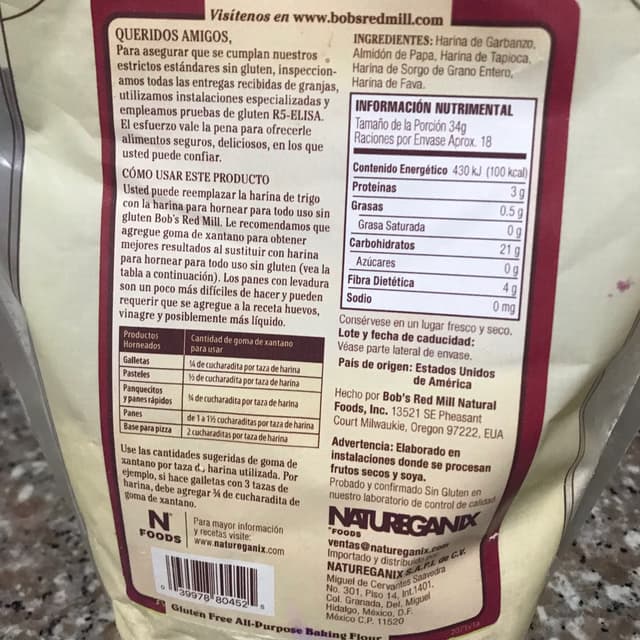 Visítenos en www.bobsredmill.com
QUERIDOS AMIGOS,
Para asegurar que se cumplan nuestros
estrictos estándares sin gluten, inspeccion-
amos todas las entregas recibidas de granjas,
utilizamos instalaciones especializadas y
empleamos pruebas de gluten R5-ELISA.
El esfuerzo vale la pena para ofrecerle
alimentos seguros, deliciosos, en los que
usted puede confiar.
CÓMO USAR ESTE PRODUCTO
Usted puede reemplazar la harina de trigo
con la harina para hornear para todo uso sin
gluten Bob's Red Mill. Le recomendamos que
agregue goma de xantano para obtener
mejores resultados al sustituir con harina
para hornear para todo uso sin gluten (vea la
tabla a continuación). Los panes con levadura
son un poco más difíciles de hacer y pueden
requerir que se agregue a la receta huevos,
vinagre y posiblemente más líquido.
Productos Horneados
Cantidad de goma de xantano
para usar
Galletas ¼ de cucharadita por taza de harina
Pasteles ½ de cucharadita por taza de harina
Panquecitos
y panes rápidos ¾ de cucharadita por taza de harina
Panes de 1 a 1½ cucharaditas por taza de harina
Base para pizza 2 cucharaditas por taza de harina
Use las cantidades sugeridas de goma de
xantano por taza de harina utilizada. Por
ejemplo, si hace galletas con 3 tazas de
harina, debe agregar ¾ de cucharadita de
goma de xantano.
N
FOODS
Para mayor información
y recetas visite:
www.natureganix.com
0 39978 80452 6
Gluten Free All-Purpose Baking Flour
INGREDIENTES: Harina de Garbanzo,
Almidón de Papa, Harina de Tapioca,
Harina de Sorgo de Grano Entero,
Harina de Fava.
INFORMACIÓN NUTRIMENTAL
Tamaño de la Porción 34g
Raciones por Envase Aprox. 18
Contenido Energético 430 kJ (100 kcal)
Proteínas 3 g
Grasas 0.5 g
Grasa Saturada 0 g
Carbohidratos 21 g
Azúcares 0 g
Fibra Dietética 4 g
Sodio 0 mg
Consérvese en un lugar fresco y seco.
Lote y fecha de caducidad:
Véase parte lateral de envase.
País de origen: Estados Unidos
de América
Hecho por Bob's Red Mill Natural
Foods, Inc. 13521 SE Pheasant
Court Milwaukie, Oregon 97222, EUA
Advertencia: Elaborado en
instalaciones donde se procesan
frutos secos y soya.
Probado y confirmado Sin Gluten en
nuestro laboratorio de control de calidad
NATUREGANIX
FOODS
ventas@natureganix.com
Importado y distribuido
NATUREGANIX S.A.P.I. de C.V.
Miguel de Cervantes Saavedra
No. 301, Piso 14, Int.1401,
Col. Granada, Del. Miguel
Hidalgo, México, D.F.
México C.P. 11520